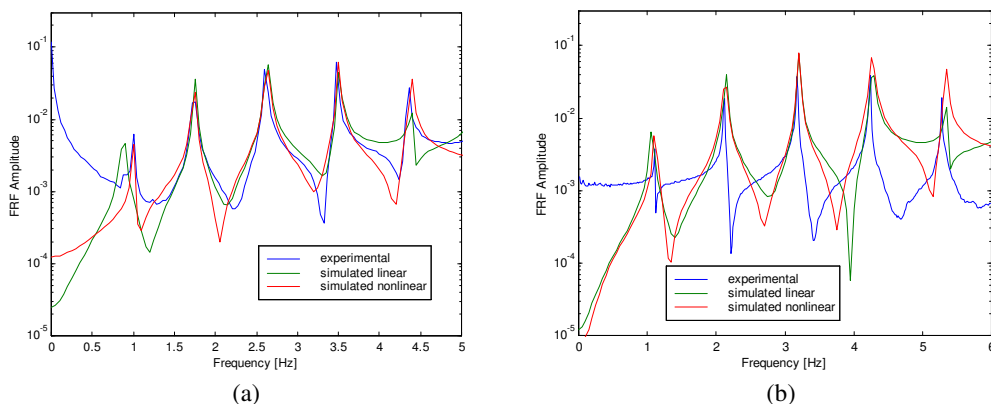 10^-1
10^-2
10^-3
10^-4
10^-5
FRF Amplitude
0 0.5 1 1.5 2 2.5 3 3.5 4 4.5 5
Frequency [Hz]
experimental
simulated linear
simulated nonlinear
(a)
10^-1
10^-2
10^-3
10^-4
10^-5
FRF Amplitude
0 1 2 3 4 5 6
Frequency [Hz]
experimental
simulated linear
simulated nonlinear
(b)